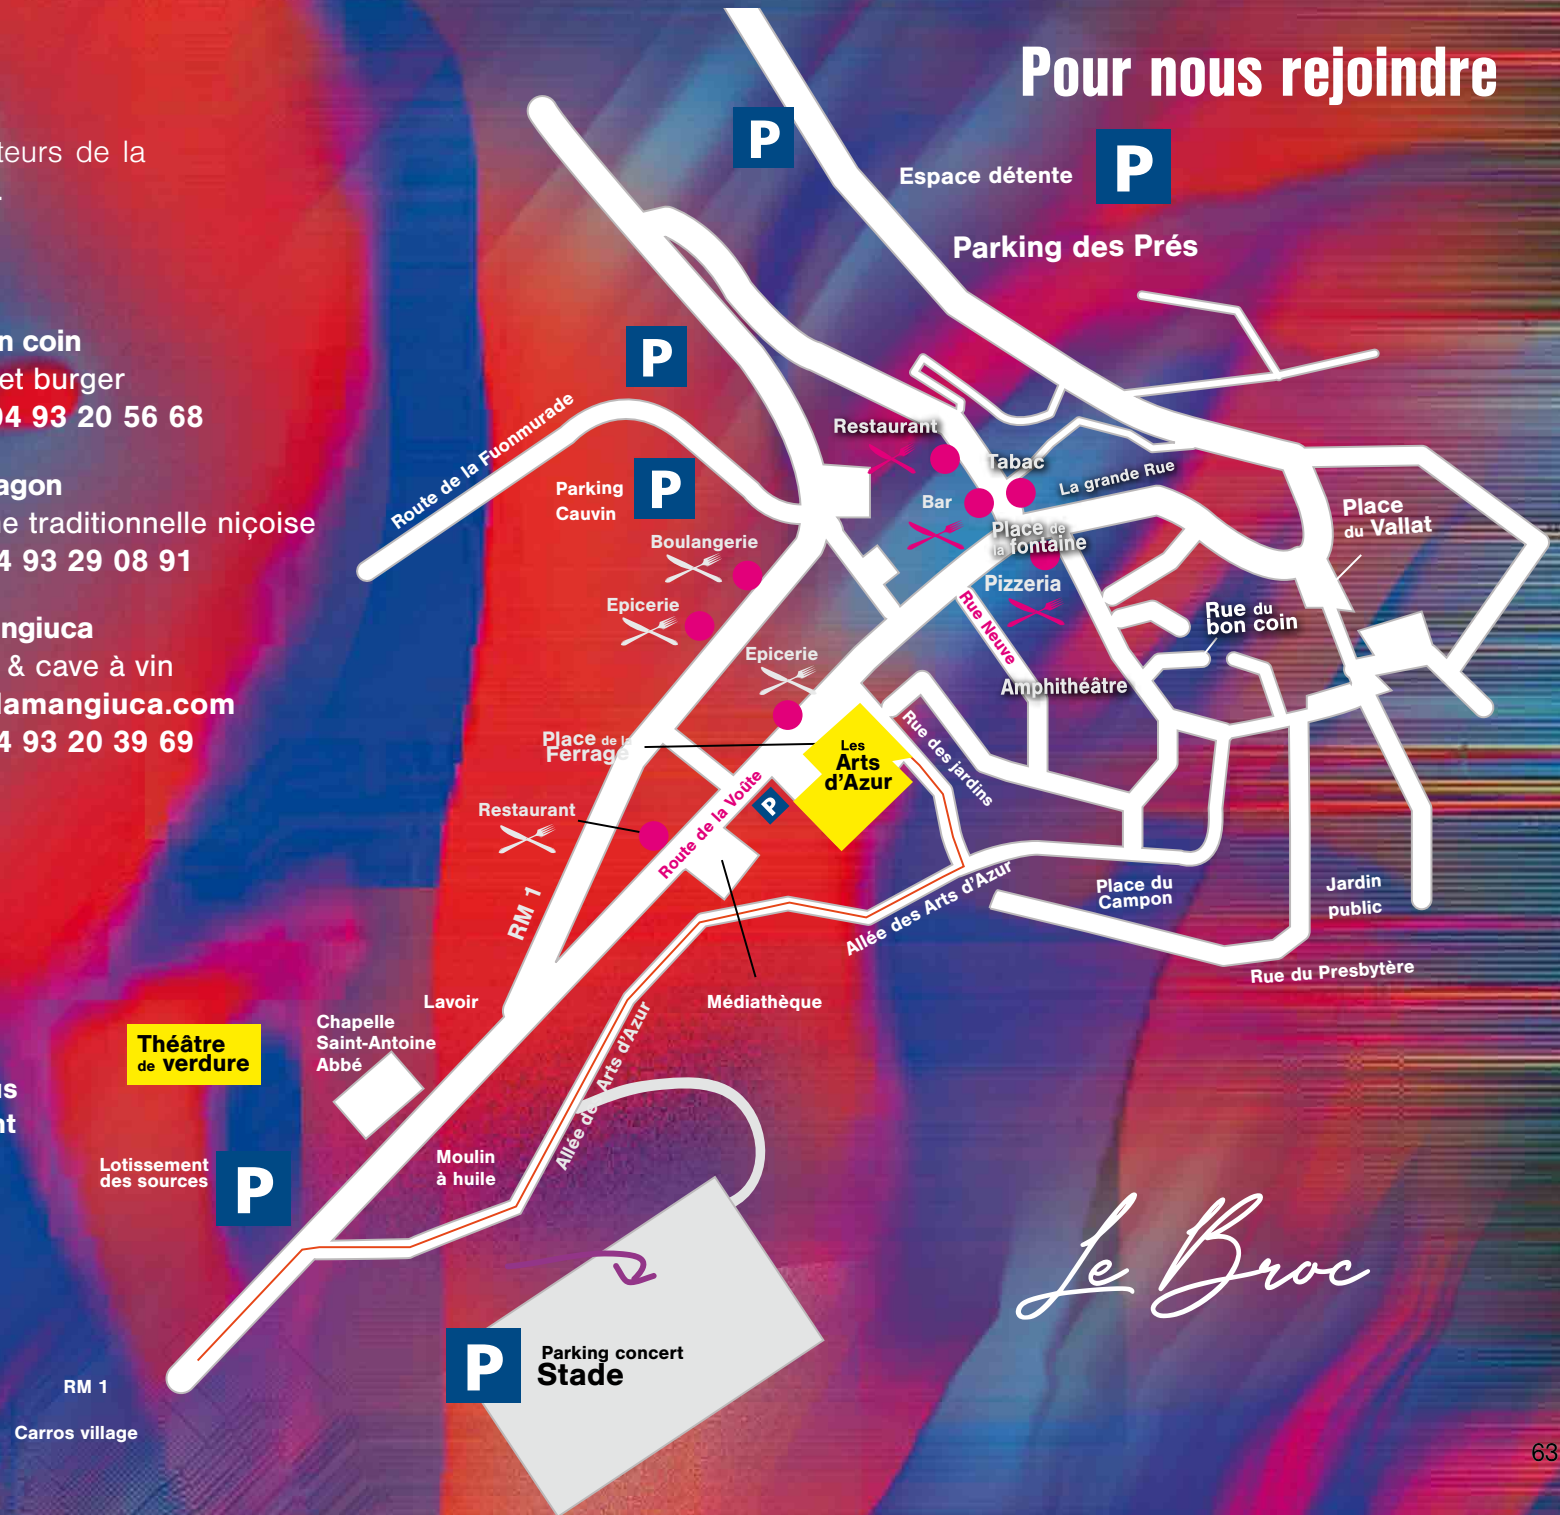 Pour nous rejoindre
teurs de la
n coin
et burger
04 93 20 56 68
agon
ne traditionnelle niçoise
4 93 29 08 91
ngiuca
& cave à vin
lamangiuca.com
4 93 20 39 69
us
nt
P
Espace détente
P
Parking des Prés
P
Route de la Fuonmurade
Parking
Cauvin
P
Restaurant
Tabac
La grande Rue
Bar
Place de
la fontaine
Place
du Vallat
Boulangerie
Pizzeria
Epicerie
Rue Neuve
Rue du
bon coin
Epicerie
Amphithéâtre
Place de la
Ferrage
Les
Arts
d'Azur
Rue des jardins
P
Restaurant
Route de la Voûte
RM 1
Allée des Arts d'Azur
Place du
Campon
Jardin
public
Rue du Presbytère
Lavoir
Médiathèque
Chapelle
Saint-Antoine
Abbé
Théâtre
de verdure
Allée des Arts d'Azur
Moulin
à huile
Lotissement
des sources
P
Le Broc
P
Parking concert
Stade
RM 1
Carros village
63